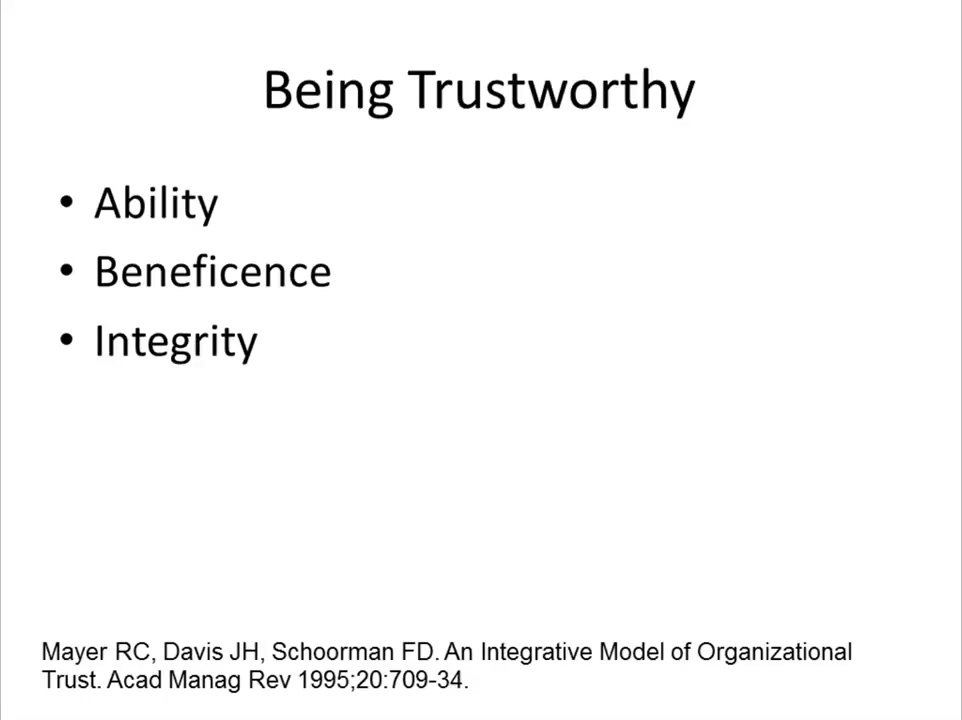 Being Trustworthy
• Ability
• Beneficence
• Integrity
Mayer RC, Davis JH, Schoorman FD. An Integrative Model of Organizational
Trust. Acad Manag Rev 1995;20:709-34.